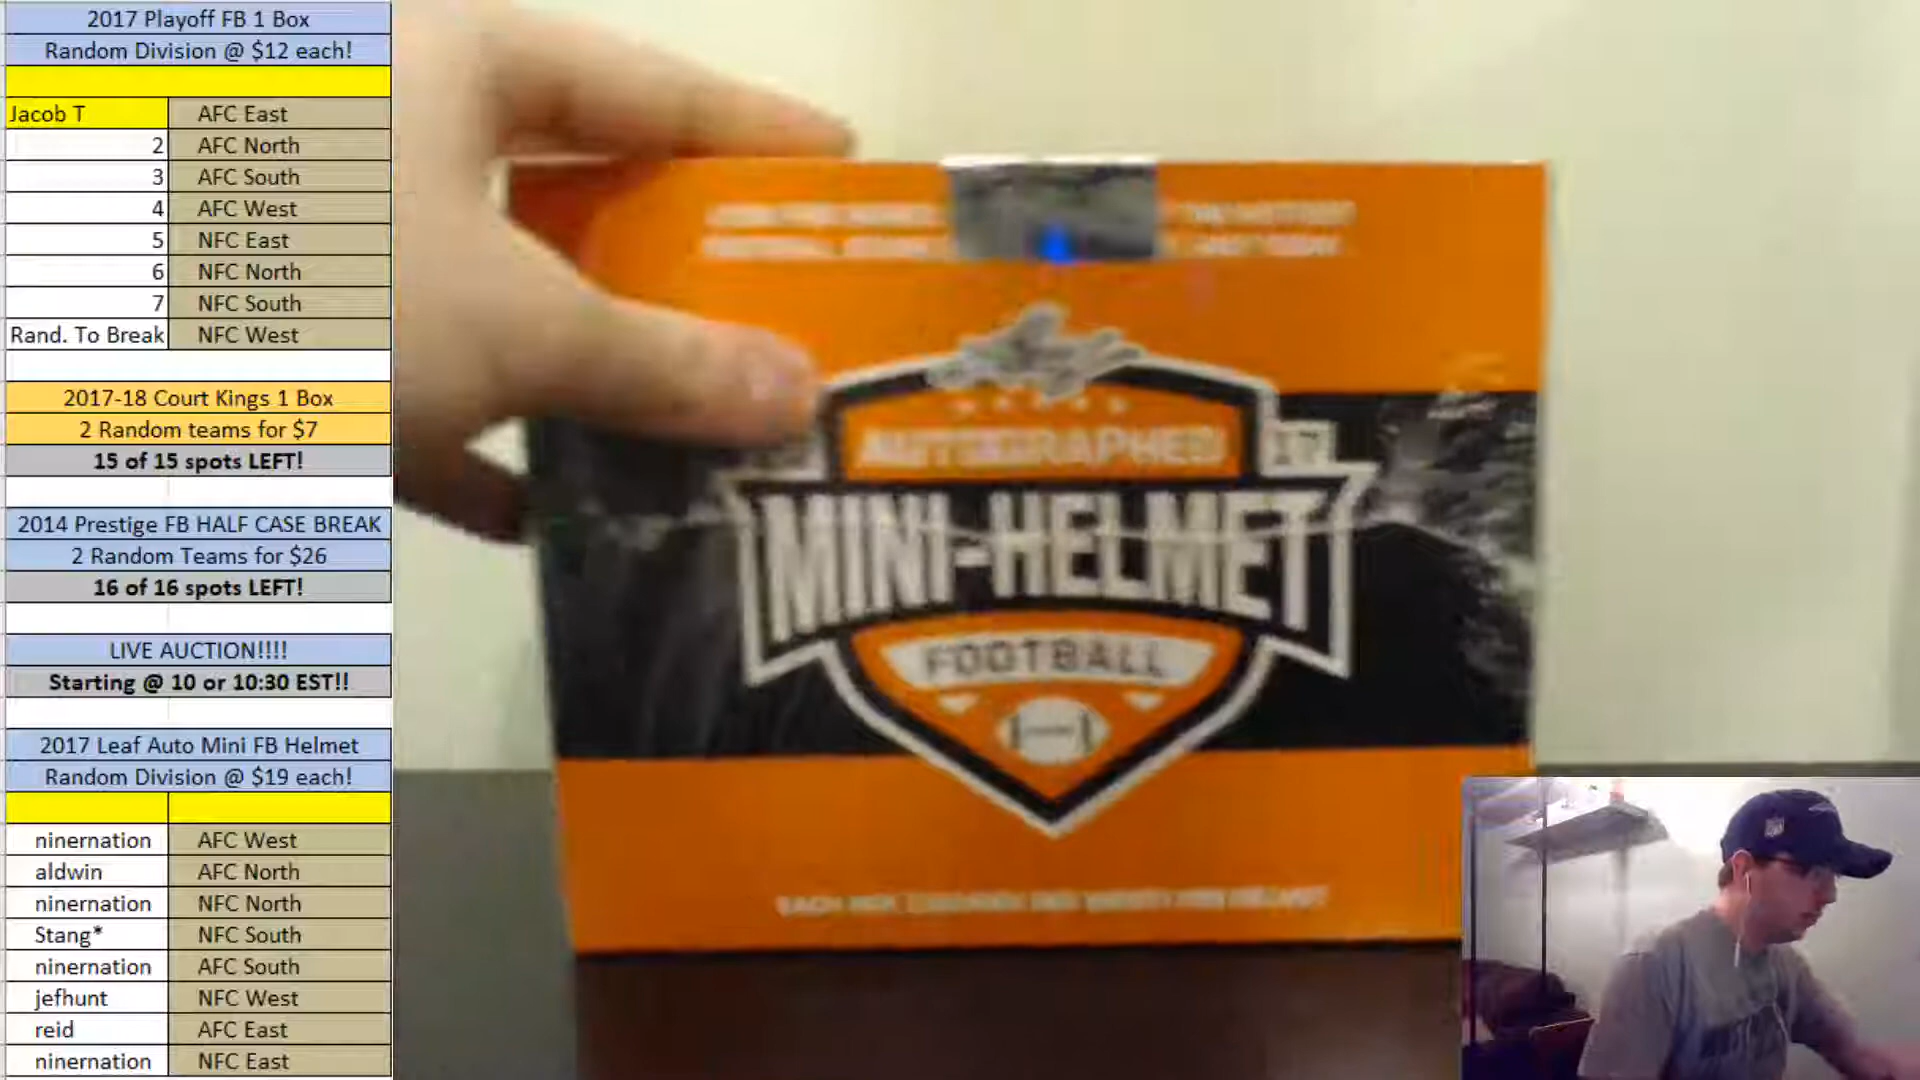 2017 Playoff FB 1 Box
Random Division @ $12 each!
Jacob T AFC East
2 AFC North
3 AFC South
4 AFC West
5 NFC East
6 NFC North
7 NFC South
Rand. To Break NFC West
2017-18 Court Kings 1 Box
2 Random teams for $7
15 of 15 spots LEFT!
2014 Prestige FB HALF CASE BREAK
2 Random Teams for $26
16 of 16 spots LEFT!
LIVE AUCTION!!!!
Starting @ 10 or 10:30 EST!!
2017 Leaf Auto Mini FB Helmet
Random Division @ $19 each!
ninernation AFC West
aldwin AFC North
ninernation NFC North
Stang* NFC South
ninernation AFC South
jefhunt NFC West
reid AFC East
ninernation NFC East
Leaf
AUTOGRAPHED
MINI-HELMET
FOOTBALL